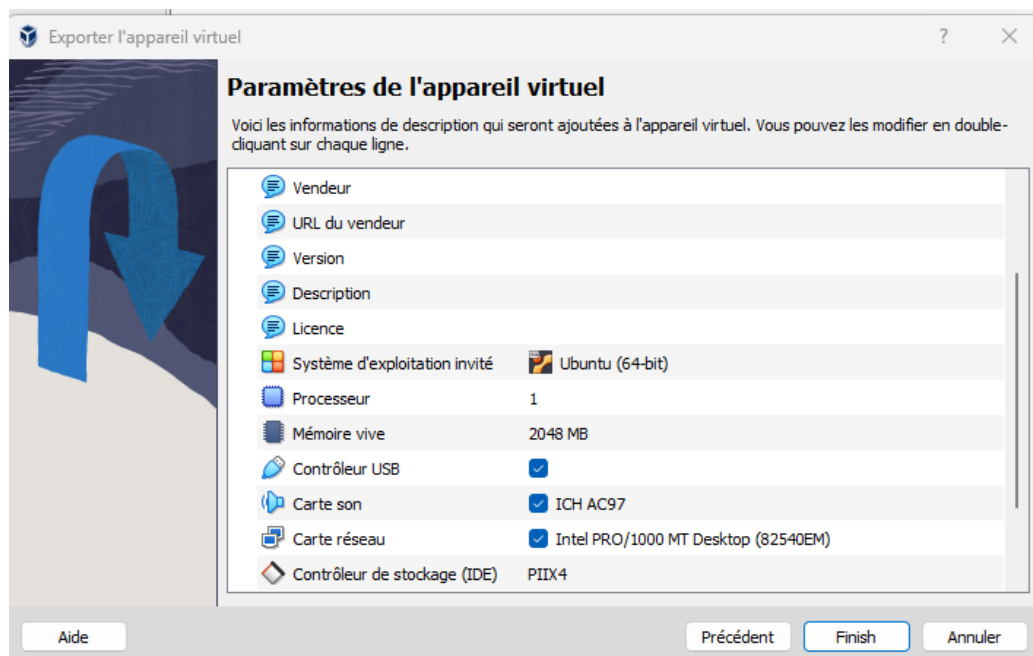 Exporter l'appareil virtuel
Paramètres de l'appareil virtuel
Voici les informations de description qui seront ajoutées à l'appareil virtuel. Vous pouvez les modifier en double-
cliquant sur chaque ligne.
Vendeur
URL du vendeur
Version
Description
Licence
Système d'exploitation invité Ubuntu (64-bit)
Processeur 1
Mémoire vive 2048 MB
Contrôleur USB
Carte son ICH AC97
Carte réseau Intel PRO/1000 MT Desktop (82540EM)
Contrôleur de stockage (IDE) PIIX4
Aide Précédent Finish Annuler